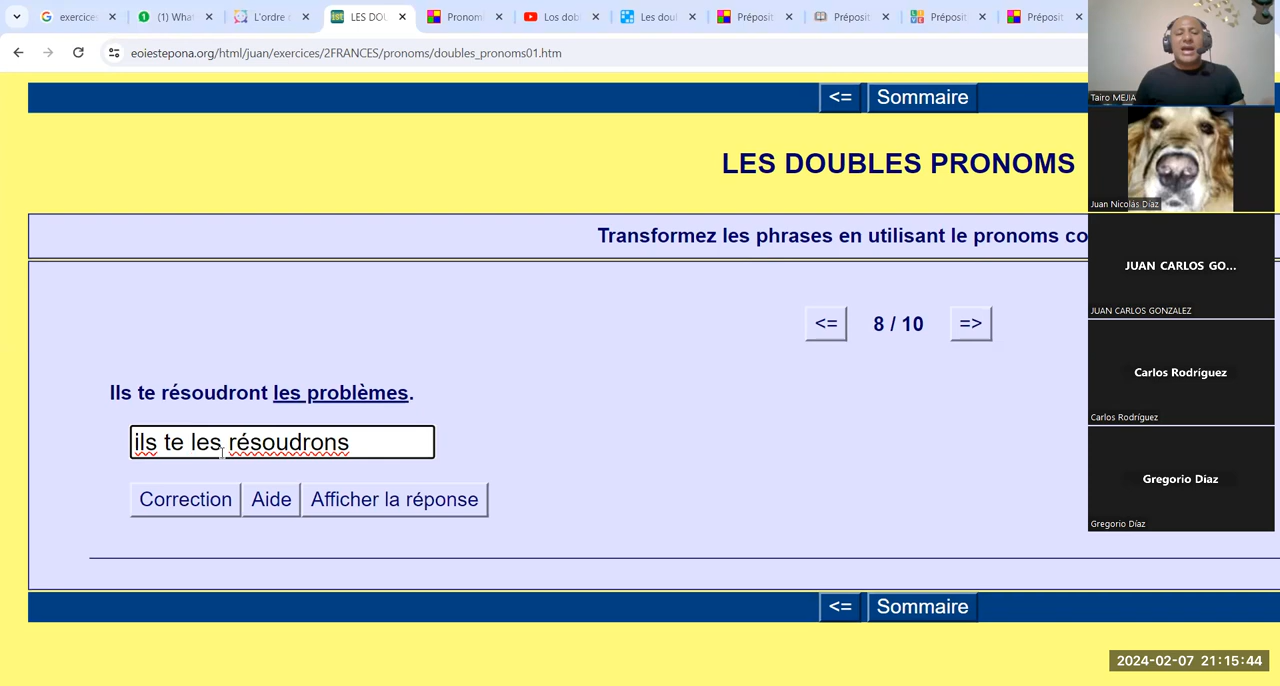 exercice
(1) What
L'ordre
LES DOU
Pronom
Los dob
Les doul
Préposit
Préposit
Préposit
Préposit
eoiestepona.org/html/juan/exercices/2FRANCES/pronoms/doubles_pronoms01.htm
Tairo MEJIA
<= Sommaire
LES DOUBLES PRONOMS
Juan Nicolás Díaz
Transformez les phrases en utilisant le pronoms co
JUAN CARLOS GO...
JUAN CARLOS GONZALEZ
<= 8 / 10 =>
Ils te résoudront les problèmes.
ils te les résoudrons
Carlos Rodríguez
Carlos Rodríguez
Correction Aide Afficher la réponse
Gregorio Díaz
Gregorio Díaz
<= Sommaire
2024-02-07 21:15:44